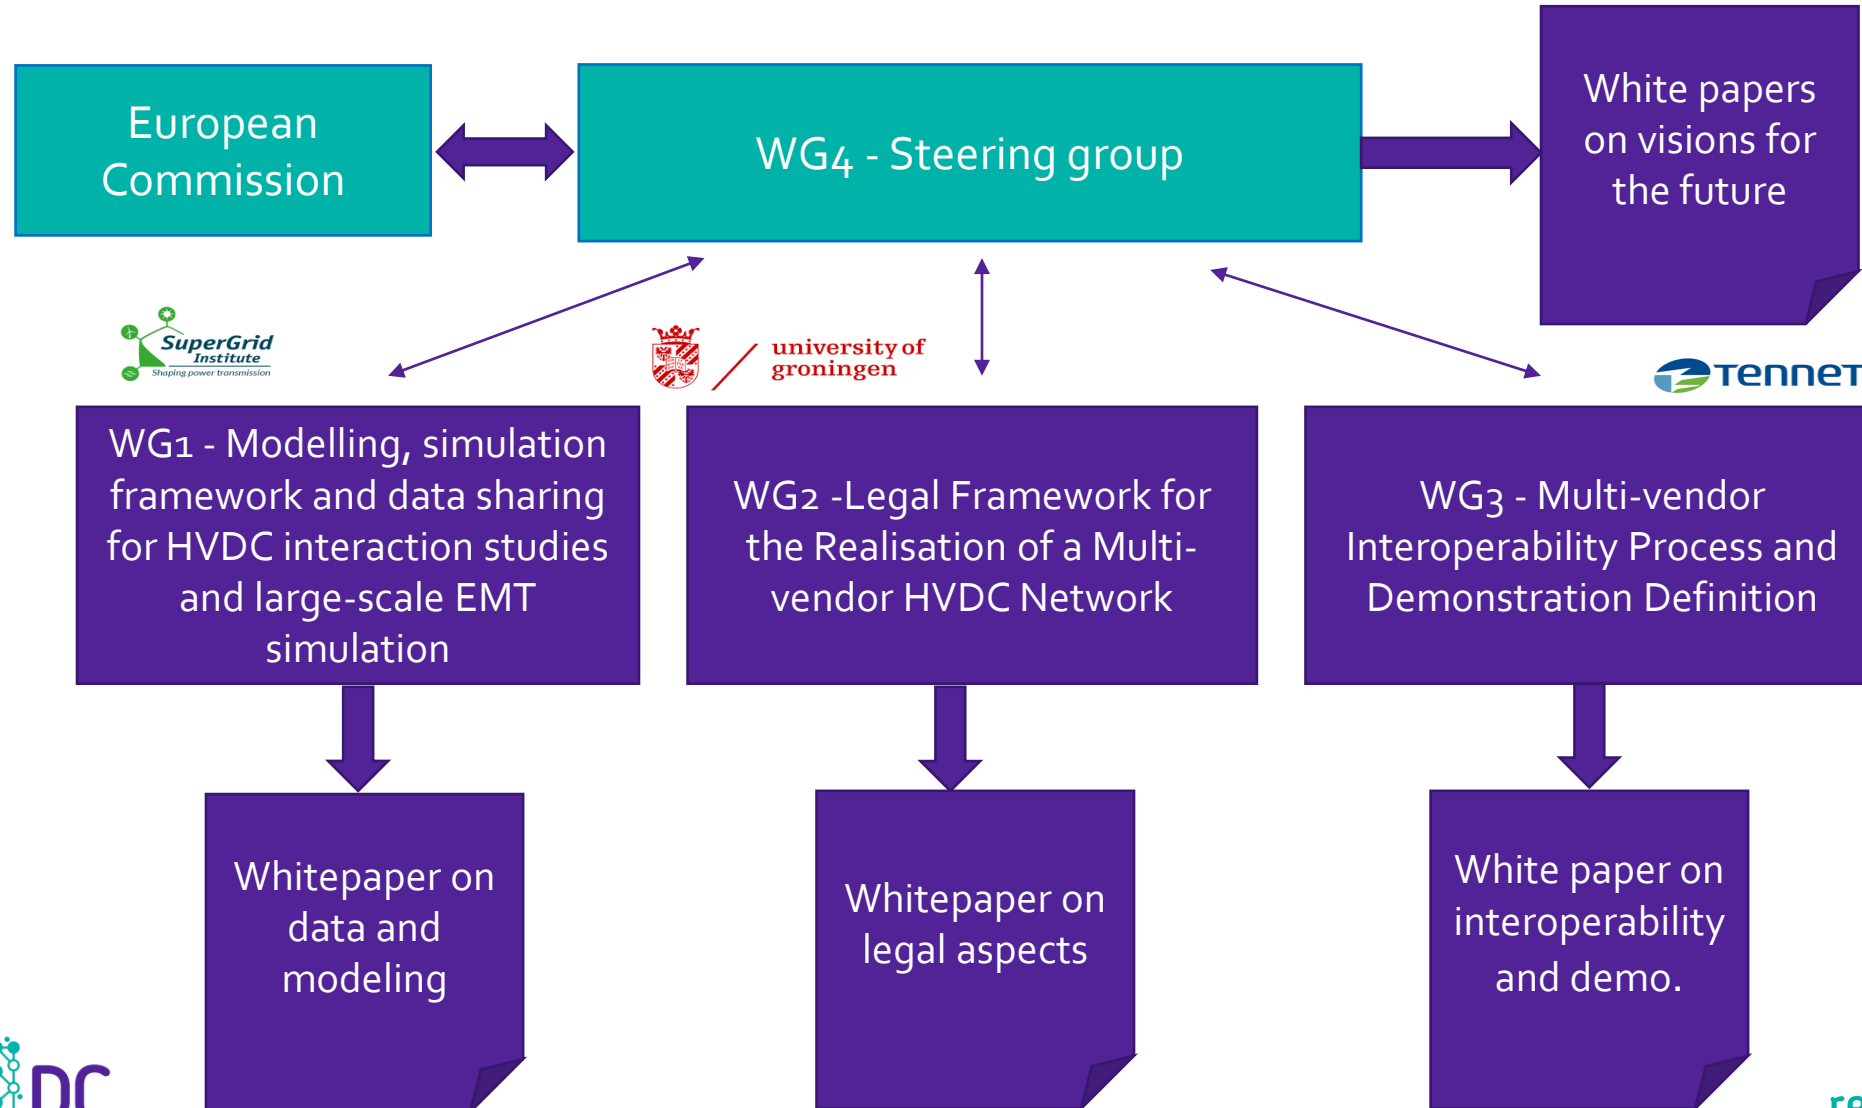 European
Commission
WG4 - Steering group
White papers
on visions for
the future
SuperGrid
Institute
Shaping power transmission
university of
groningen
TenneT
WG1 - Modelling, simulation
framework and data sharing
for HVDC interaction studies
and large-scale EMT
simulation
WG2 -Legal Framework for
the Realisation of a Multi-
vendor HVDC Network
WG3 - Multi-vendor
Interoperability Process and
Demonstration Definition
Whitepaper on
data and
modeling
Whitepaper on
legal aspects
White paper on
interoperability
and demo.
DC